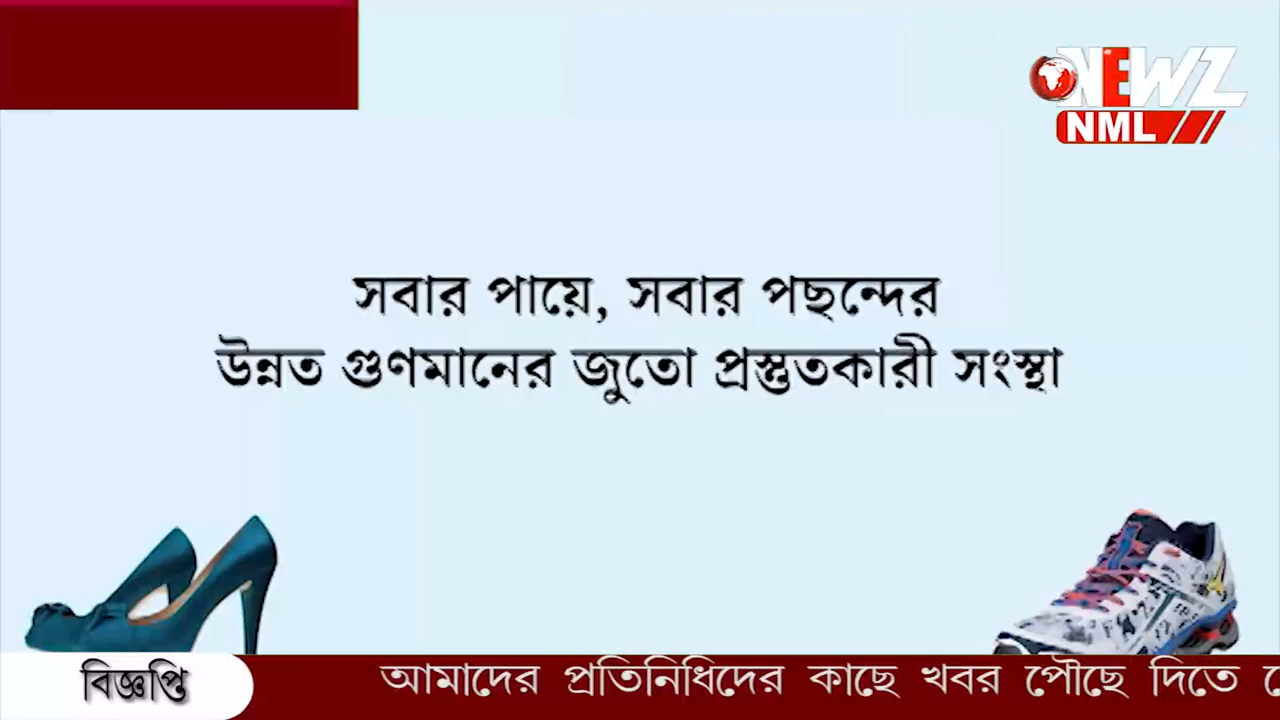 NEWZ
NML
সবার পায়ে, সবার পছন্দের
উন্নত গুণমানের জুতো প্রস্তুতকারী সংস্থা
বিজ্ঞপ্তি
আমাদের প্রতিনিধিদের কাছে খবর পৌছে দিতে